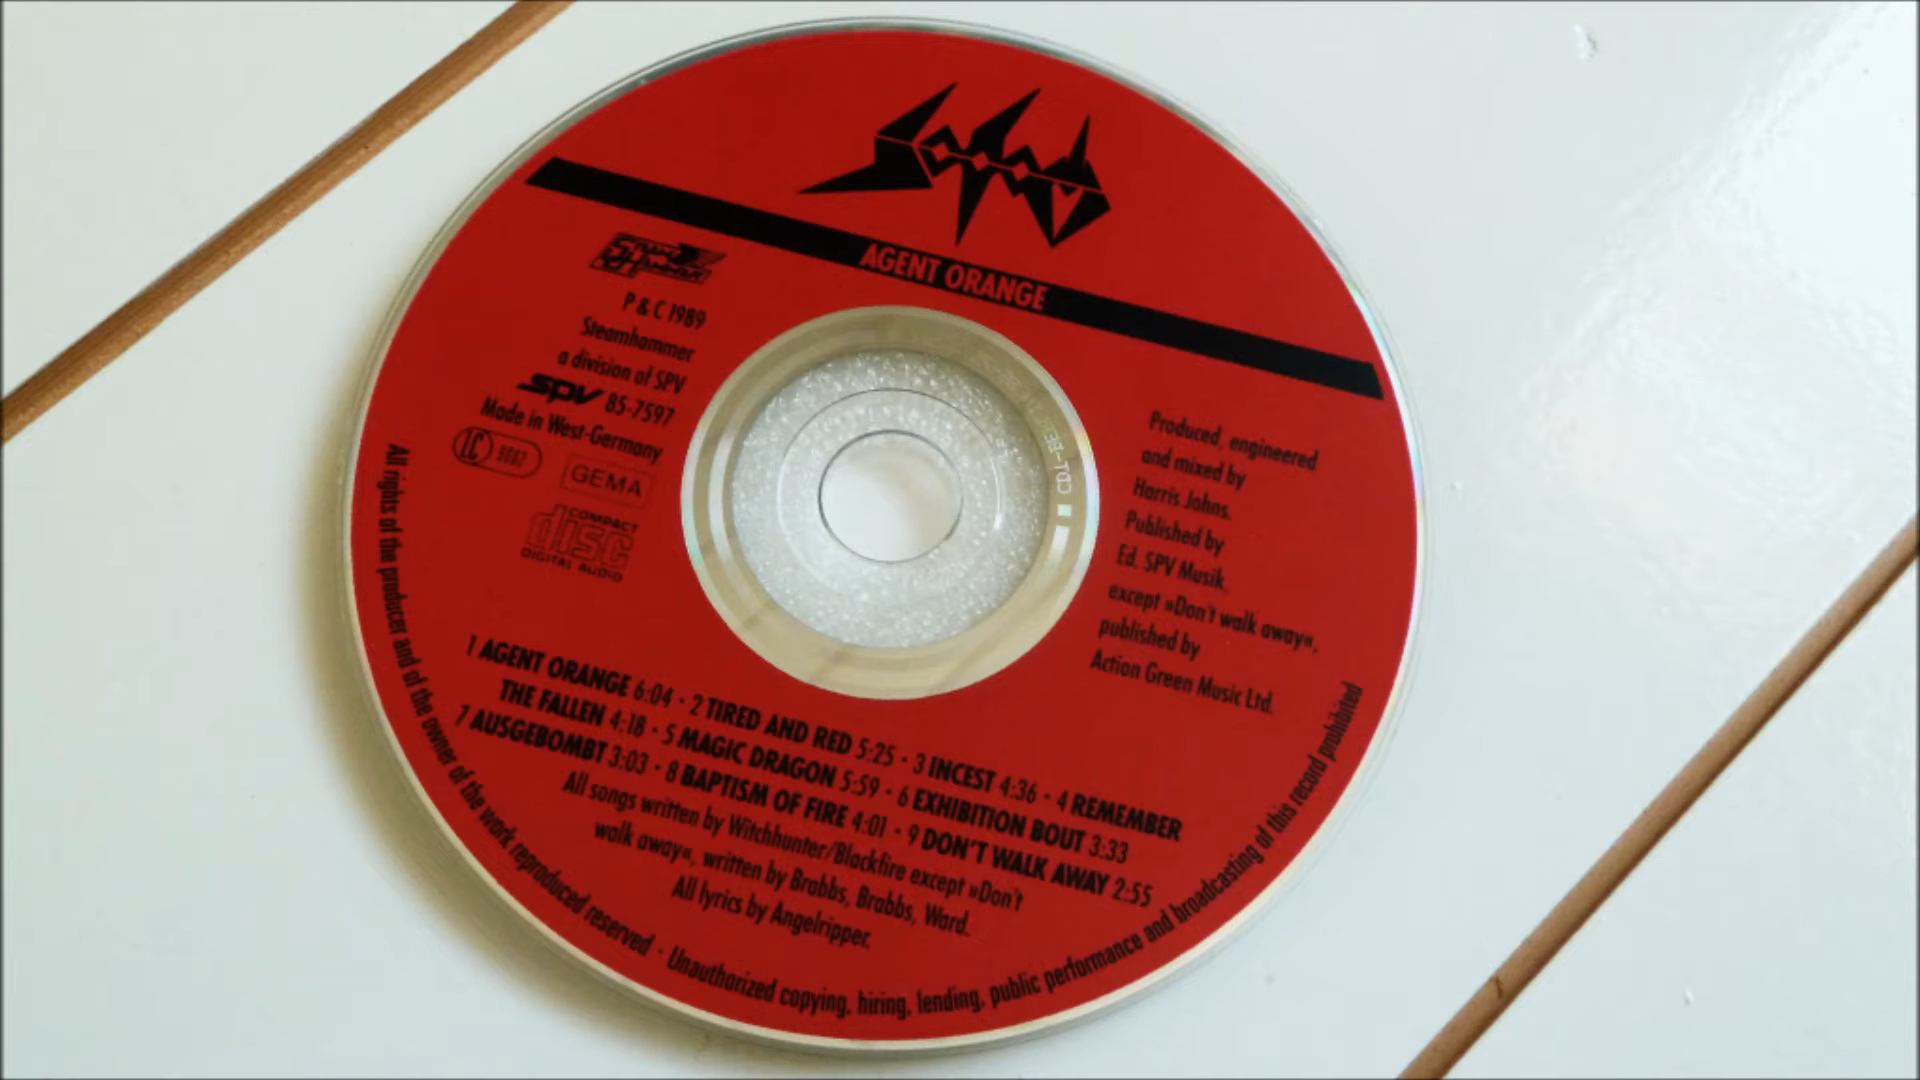 Sodom
AGENT ORANGE
P & C 1989
Steamhammer
a division of SPV
SPV 85-7597
Made in West-Germany
LC
GEMA
COMPACT
disc
DIGITAL AUDIO
Produced, engineered
and mixed by
Harris Johns.
Published by
Ed. SPV Musik,
except »Don't walk away«,
published by
Action Green Music Ltd.
1 AGENT ORANGE 6:04 · 2 TIRED AND RED 5:25 · 3 INCEST 4:36 · 4 REMEMBER
THE FALLEN 4:18 · 5 MAGIC DRAGON 5:59 · 6 EXHIBITION BOUT 3:33
7 AUSGEBOMBT 3:03 · 8 BAPTISM OF FIRE 4:01 · 9 DON'T WALK AWAY 2:55
All songs written by Witchhunter/Blackfire except »Don't
walk away«, written by Brabbs, Brabbs, Ward.
All lyrics by Angelripper.
All rights of the producer and of the owner of the work reproduced reserved · Unauthorized copying, hiring, lending, public performance and broadcasting of this record prohibited